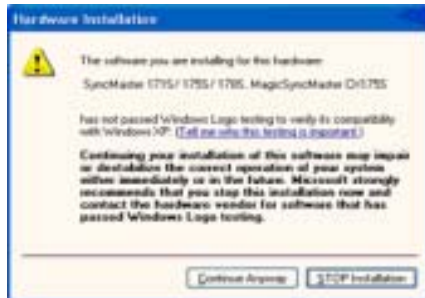 Hardware Installation
The software you are installing for this hardware:
SyncMaster 171S/ 175S/ 178S, MagicSyncMaster
has not passed Windows Logo testing to verify its compatibility
with Windows XP. (Tell me why this testing is important.)
Continuing your installation of this software may impair
or destabilize the correct operation of your system
either immediately or in the future. Microsoft strongly
recommends that you stop this installation now and
contact the hardware vendor for software that has
passed Windows Logo testing.
Continue Anyway
STOP Installation